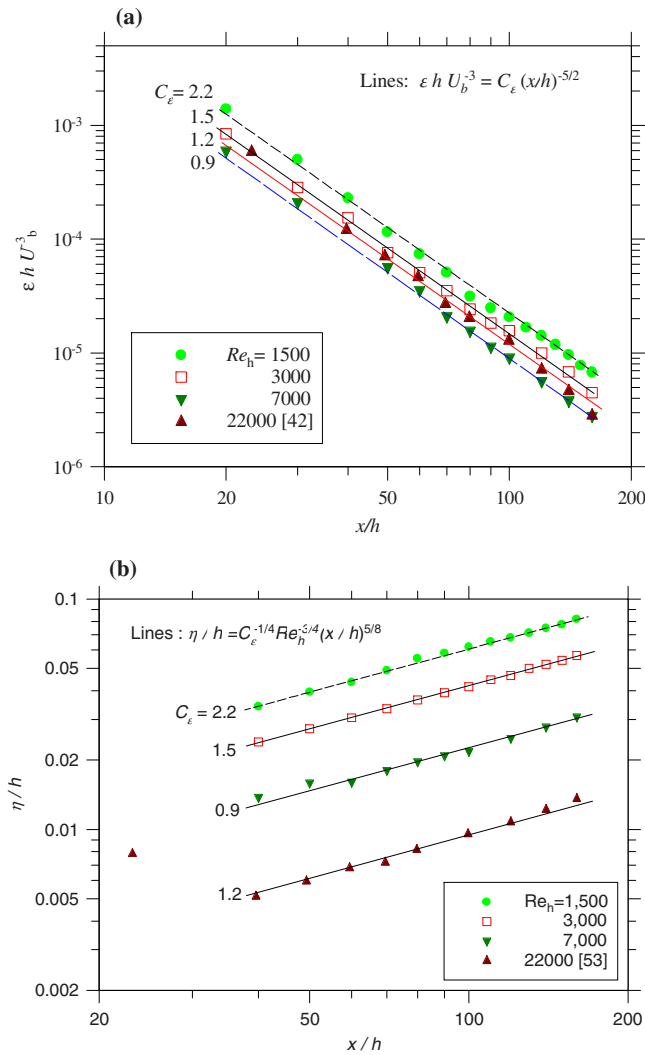 (a)
Lines: ε h U_b^-3 = C_ε (x/h)^-5/2
C_ε= 2.2
1.5
1.2
0.9
10^-3
10^-4
10^-5
10^-6
ε h U_b^-3
Re_h= 1500
3000
7000
22000 [42]
10 20 50 100 200
x/h
(b)
0.1
Lines : η / h =C_ε^-1/4 Re_h^-3/4 (x / h)^5/8
0.05
C_ε = 2.2
1.5
0.02
0.9
η / h
0.01
0.005
1.2
Re_h=1,500
3,000
7,000
22000 [53]
0.002
20 50 100 200
x / h